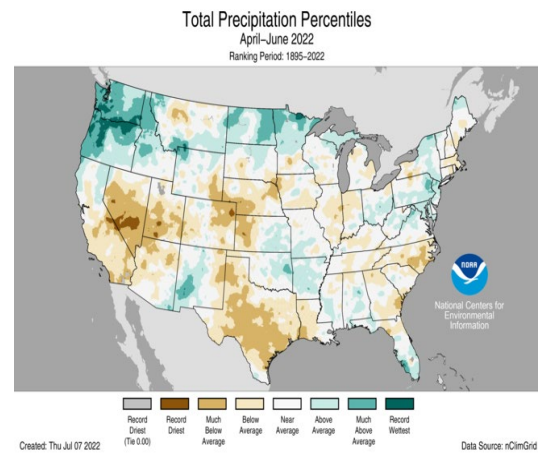 Total Precipitation Percentiles
April–June 2022
Ranking Period: 1895–2022
NOAA
National Centers for
Environmental
Information
Record
Driest
(Tie 0.00)
Record
Driest
Much
Below
Average
Below
Average
Near
Average
Above
Average
Much
Above
Average
Record
Wettest
Created: Thu Jul 07 2022
Data Source: nClimGrid